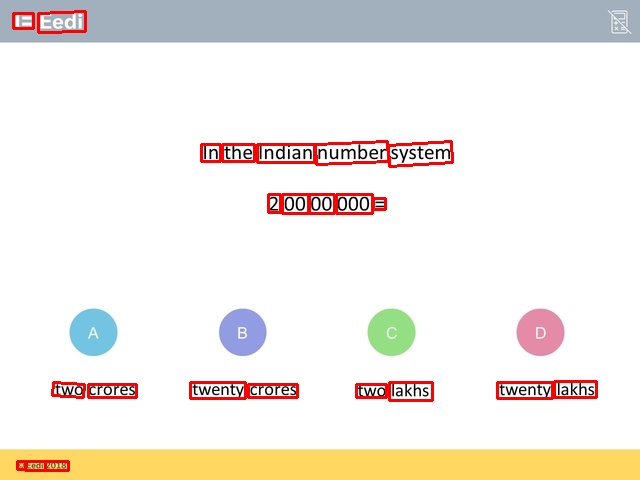 Eedi
In the Indian number system
2 00 00 000 =
A B C D
two crores twenty crores two lakhs twenty lakhs
© Eedi 2018